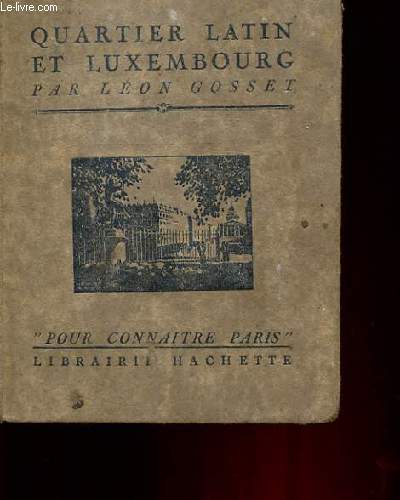 Le-livre.com
QUARTIER LATIN
ET LUXEMBOURG
PAR LÉON GOSSET
"POUR CONNAITRE PARIS"
LIBRAIRIE HACHETTE